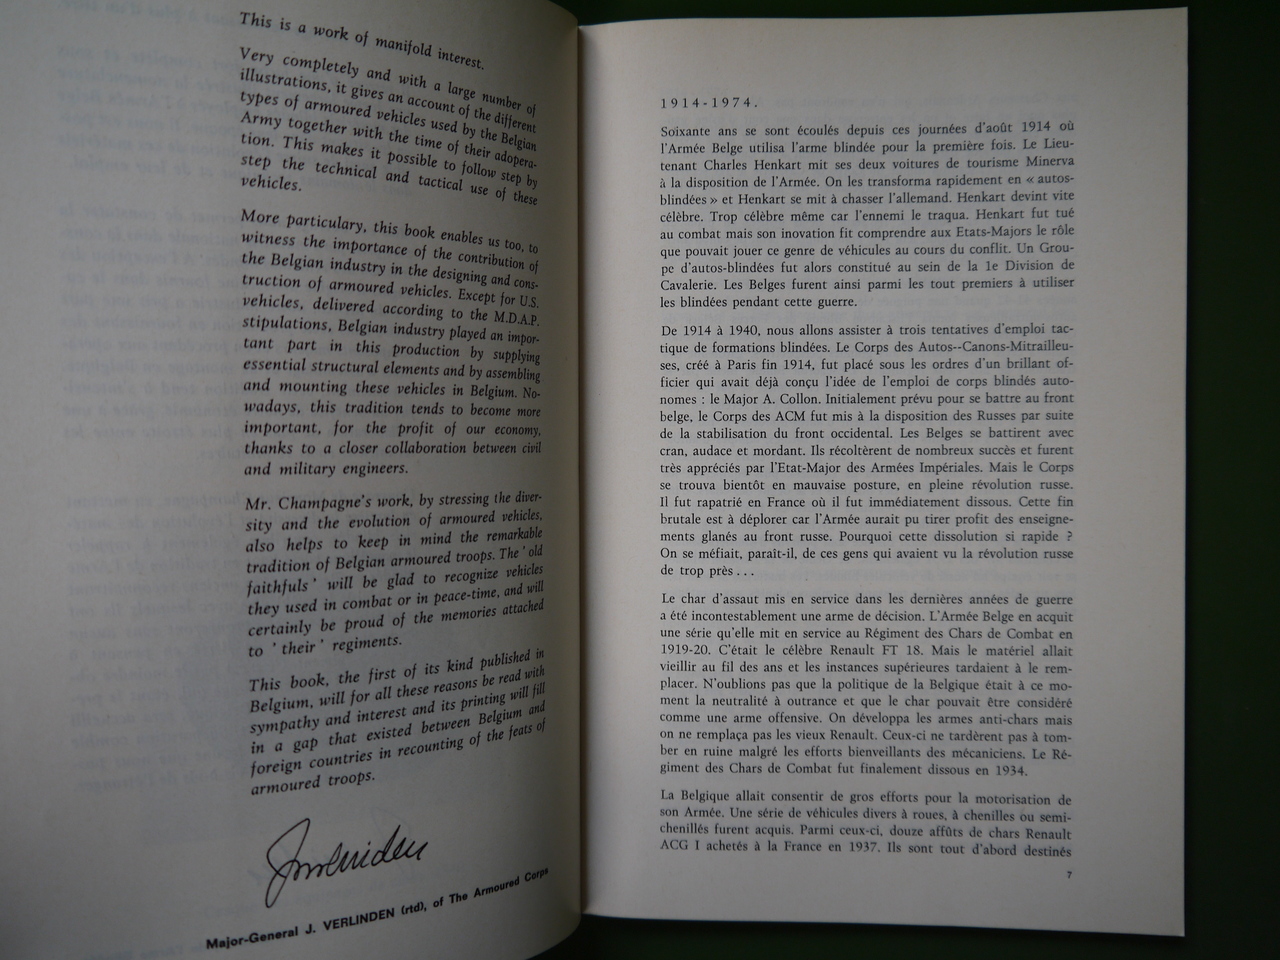 This is a work of manifold interest.
Very completely and with a large number of
illustrations, it gives an account of the different
types of armoured vehicles used by the Belgian
Army together with the time of their adopera-
tion. This makes it possible to follow step by
step the technical and tactical use of these
vehicles.
More particulary, this book enables us too, to
witness the importance of the contribution of
the Belgian industry in the designing and cons-
truction of armoured vehicles. Except for U.S.
vehicles, delivered according to the M.D.A.P.
stipulations, Belgian industry played an impor-
tant part in this production by supplying
essential structural elements and by assembling
and mounting these vehicles in Belgium. No-
wadays, this tradition tends to become more
important, for the profit of our economy,
thanks to a closer collaboration between civil
and military engineers.
Mr. Champagne's work, by stressing the diver-
sity and the evolution of armoured vehicles,
also helps to keep in mind the remarkable
tradition of Belgian armoured troops. The ' old
faithfuls ' will be glad to recognize vehicles
they used in combat or in peace-time, and will
certainly be proud of the memories attached
to ' their ' regiments.
This book, the first of its kind published in
Belgium, will for all these reasons be read with
sympathy and interest and its printing will fill
in a gap that existed between Belgium and
foreign countries in recounting of the feats of
armoured troops.
Major-General J. VERLINDEN (rtd), of The Armoured Corps
1914-1974.
Soixante ans se sont écoulés depuis ces journées d'août 1914 où
l'Armée Belge utilisa l'arme blindée pour la première fois. Le Lieu-
tenant Charles Henkart mit ses deux voitures de tourisme Minerva
à la disposition de l'Armée. On les transforma rapidement en « autos-
blindées » et Henkart se mit à chasser l'allemand. Henkart devint vite
célèbre. Trop célèbre même car l'ennemi le traqua. Henkart fut tué
au combat mais son inovation fit comprendre aux Etats-Majors le rôle
que pouvait jouer ce genre de véhicules au cours du conflit. Un Grou-
pe d'autos-blindées fut alors constitué au sein de la 1e Division de
Cavalerie. Les Belges furent ainsi parmi les tout premiers à utiliser
les blindées pendant cette guerre.
De 1914 à 1940, nous allons assister à trois tentatives d'emploi tac-
tique de formations blindées. Le Corps des Autos--Canons-Mitrailleu-
ses, créé à Paris fin 1914, fut placé sous les ordres d'un brillant of-
ficier qui avait déjà conçu l'idée de l'emploi de corps blindés auto-
nomes : le Major A. Collon. Initialement prévu pour se battre au front
belge, le Corps des ACM fut mis à la disposition des Russes par suite
de la stabilisation du front occidental. Les Belges se battirent avec
cran, audace et mordant. Ils récoltèrent de nombreux succès et furent
très appréciés par l'Etat-Major des Armées Impériales. Mais le Corps
se trouva bientôt en mauvaise posture, en pleine révolution russe.
Il fut rapatrié en France où il fut immédiatement dissous. Cette fin
brutale est à déplorer car l'Armée aurait pu tirer profit des enseigne-
ments glanés au front russe. Pourquoi cette dissolution si rapide ?
On se méfiait, paraît-il, de ces gens qui avaient vu la révolution russe
de trop près . . .
Le char d'assaut mis en service dans les dernières années de guerre
a été incontestablement une arme de décision. L'Armée Belge en acquit
une série qu'elle mit en service au Régiment des Chars de Combat en
1919-20. C'était le célèbre Renault FT 18. Mais le matériel allait
vieillir au fil des ans et les instances supérieures tardaient à le rem-
placer. N'oublions pas que la politique de la Belgique était à ce mo-
ment la neutralité à outrance et que le char pouvait être considéré
comme une arme offensive. On développa les armes anti-chars mais
on ne remplaça pas les vieux Renault. Ceux-ci ne tardèrent pas à tom-
ber en ruine malgré les efforts bienveillants des mécaniciens. Le Ré-
giment des Chars de Combat fut finalement dissous en 1934.
La Belgique allait consentir de gros efforts pour la motorisation de
son Armée. Une série de véhicules divers à roues, à chenilles ou semi-
chenillés furent acquis. Parmi ceux-ci, douze affûts de chars Renault
ACG I achetés à la France en 1937. Ils sont tout d'abord destinés
7